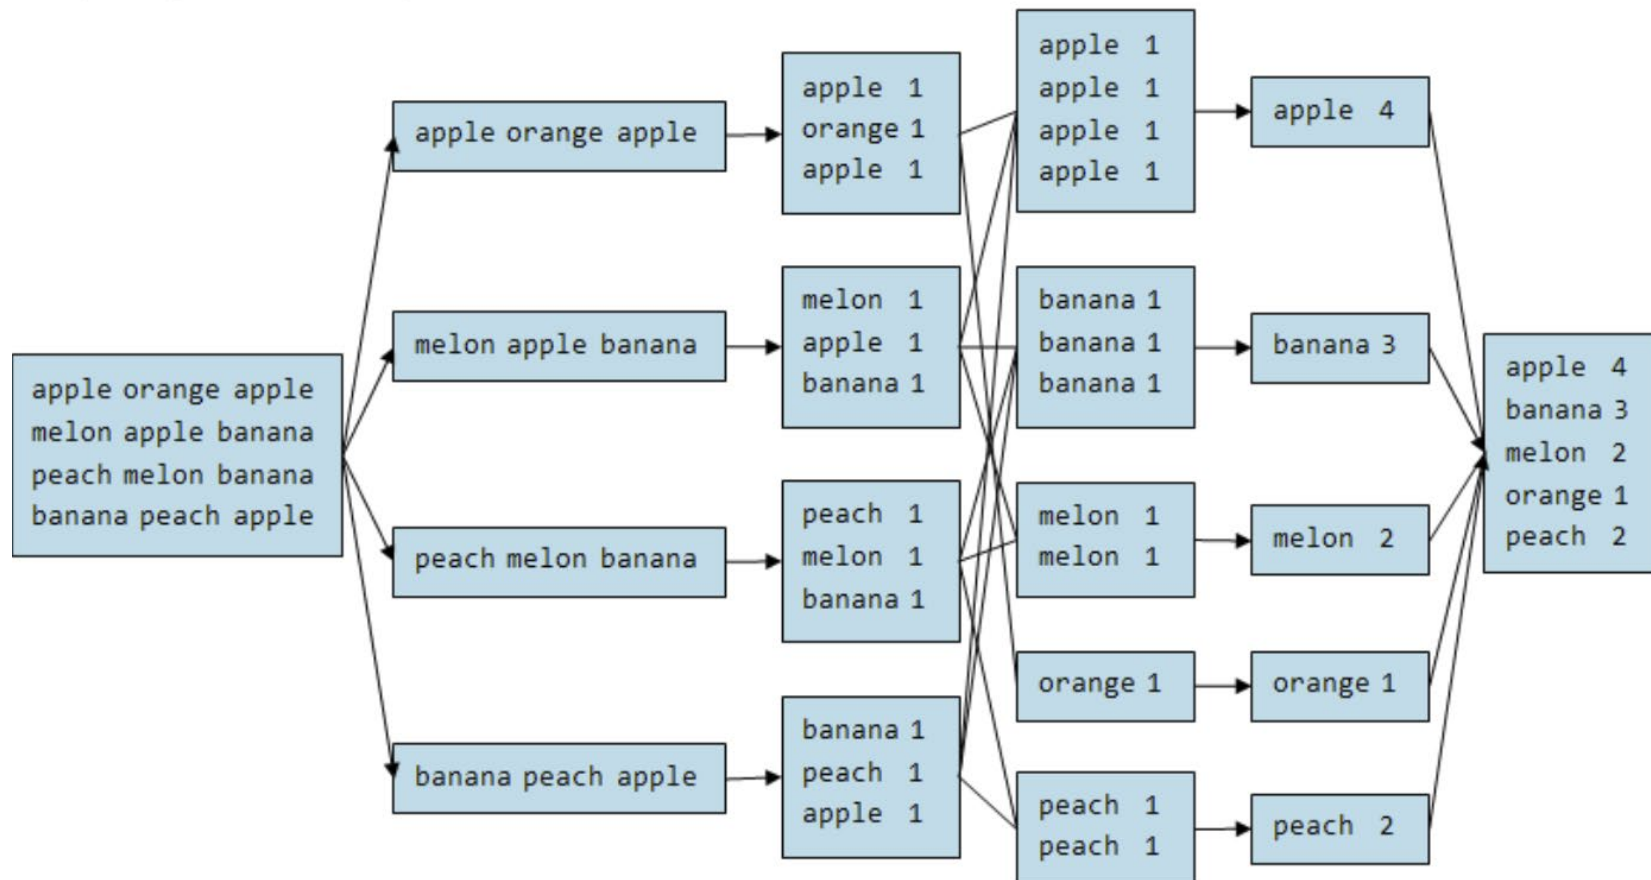 apple orange apple
melon apple banana
peach melon banana
banana peach apple
apple orange apple
melon apple banana
peach melon banana
banana peach apple
apple 1
orange 1
apple 1
melon 1
apple 1
banana 1
peach 1
melon 1
banana 1
banana 1
peach 1
apple 1
apple 1
apple 1
apple 1
apple 1
banana 1
banana 1
banana 1
melon 1
melon 1
orange 1
peach 1
peach 1
apple 4
banana 3
melon 2
orange 1
peach 2
apple 4
banana 3
melon 2
orange 1
peach 2